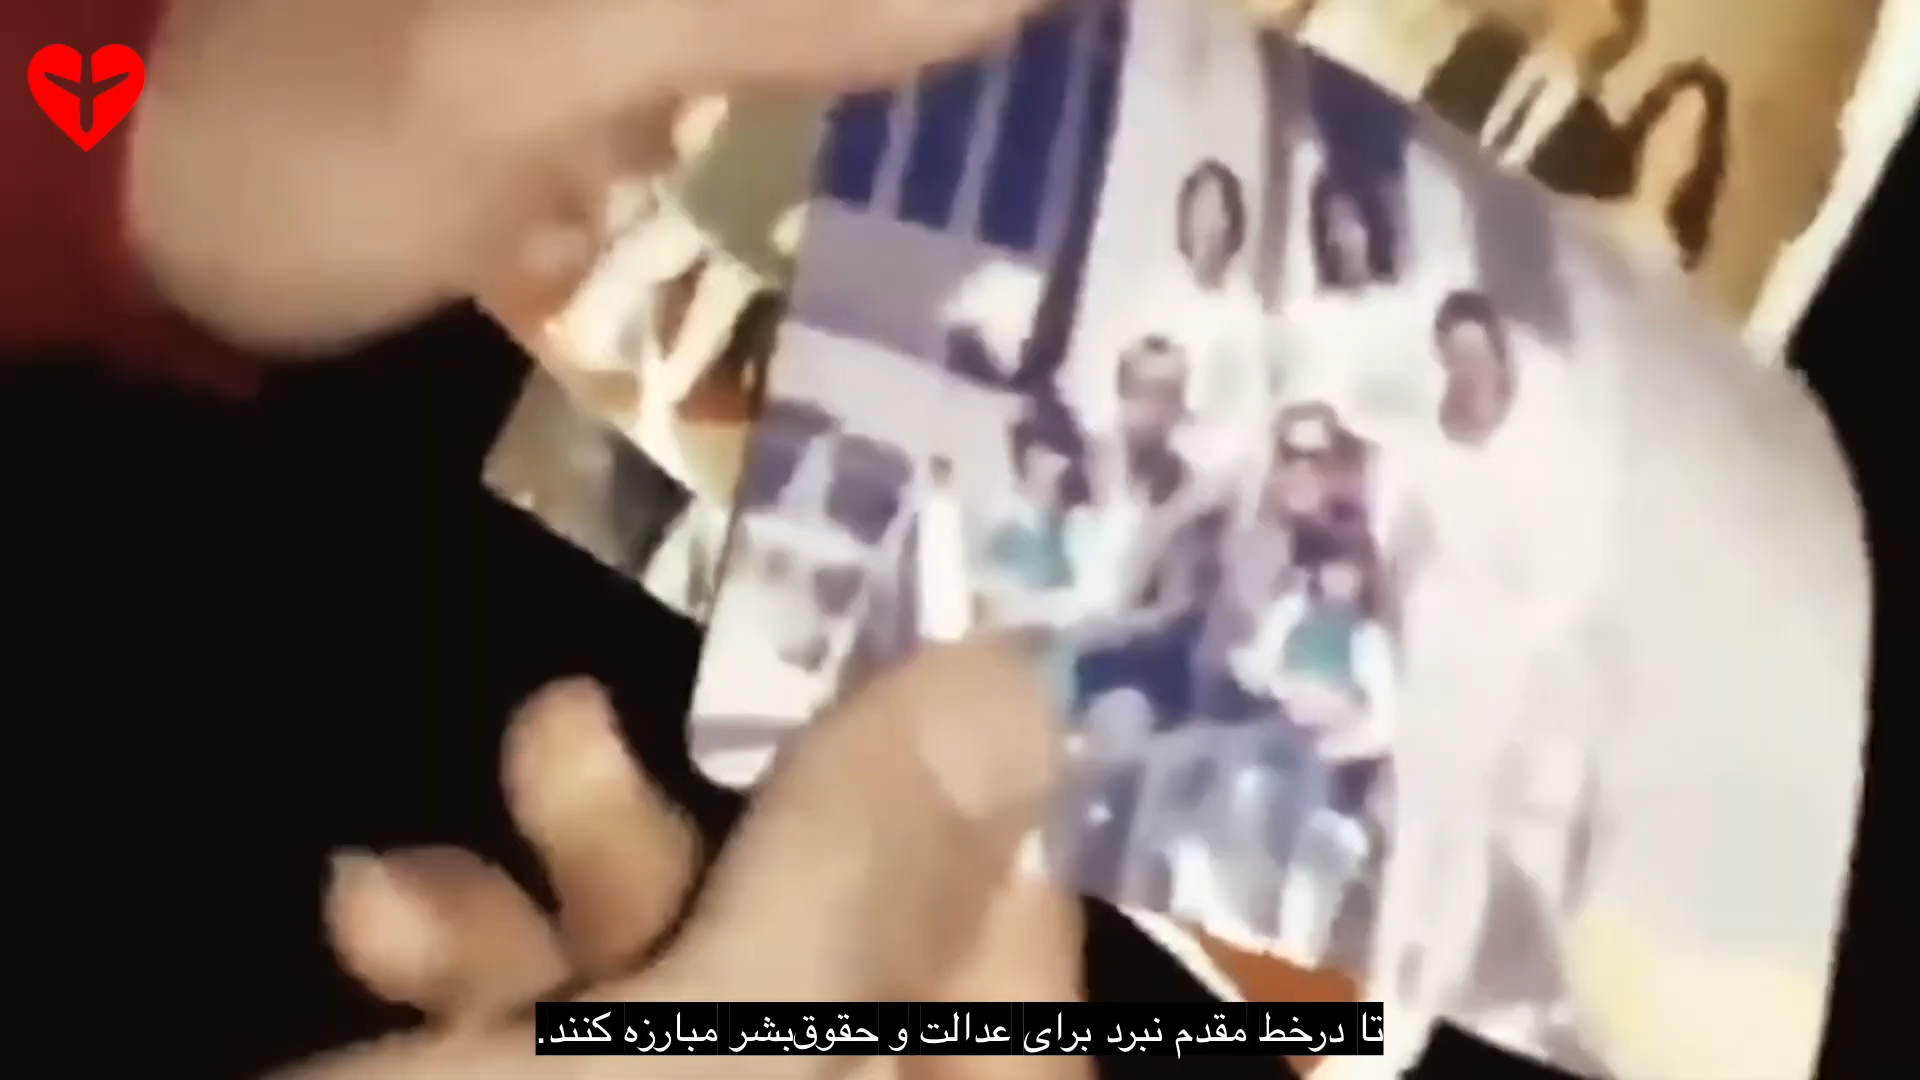 تا درخط مقدم نبرد برای عدالت و حقوق‌بشر مبارزه کنند.